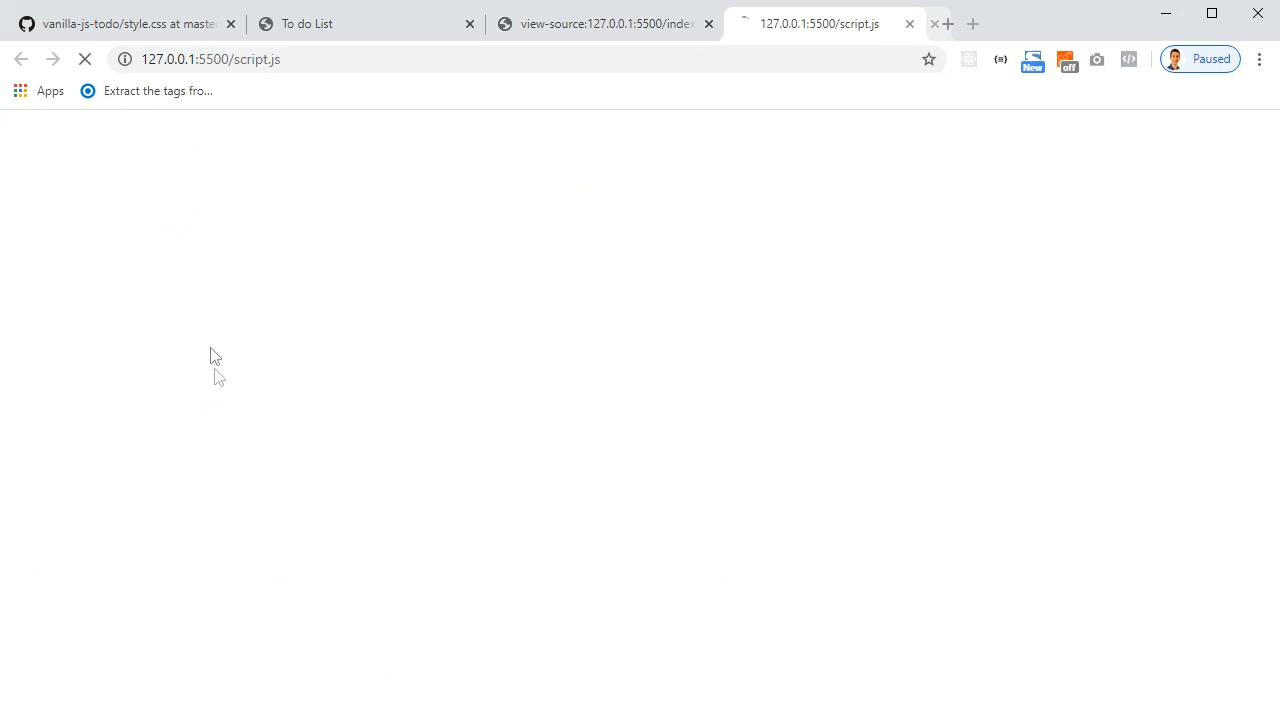 vanilla-js-todo/style.css at maste
To do List
view-source:127.0.0.1:5500/index
127.0.0.1:5500/script.js
127.0.0.1:5500/script.js
New
off
Paused
Apps
Extract the tags fro...